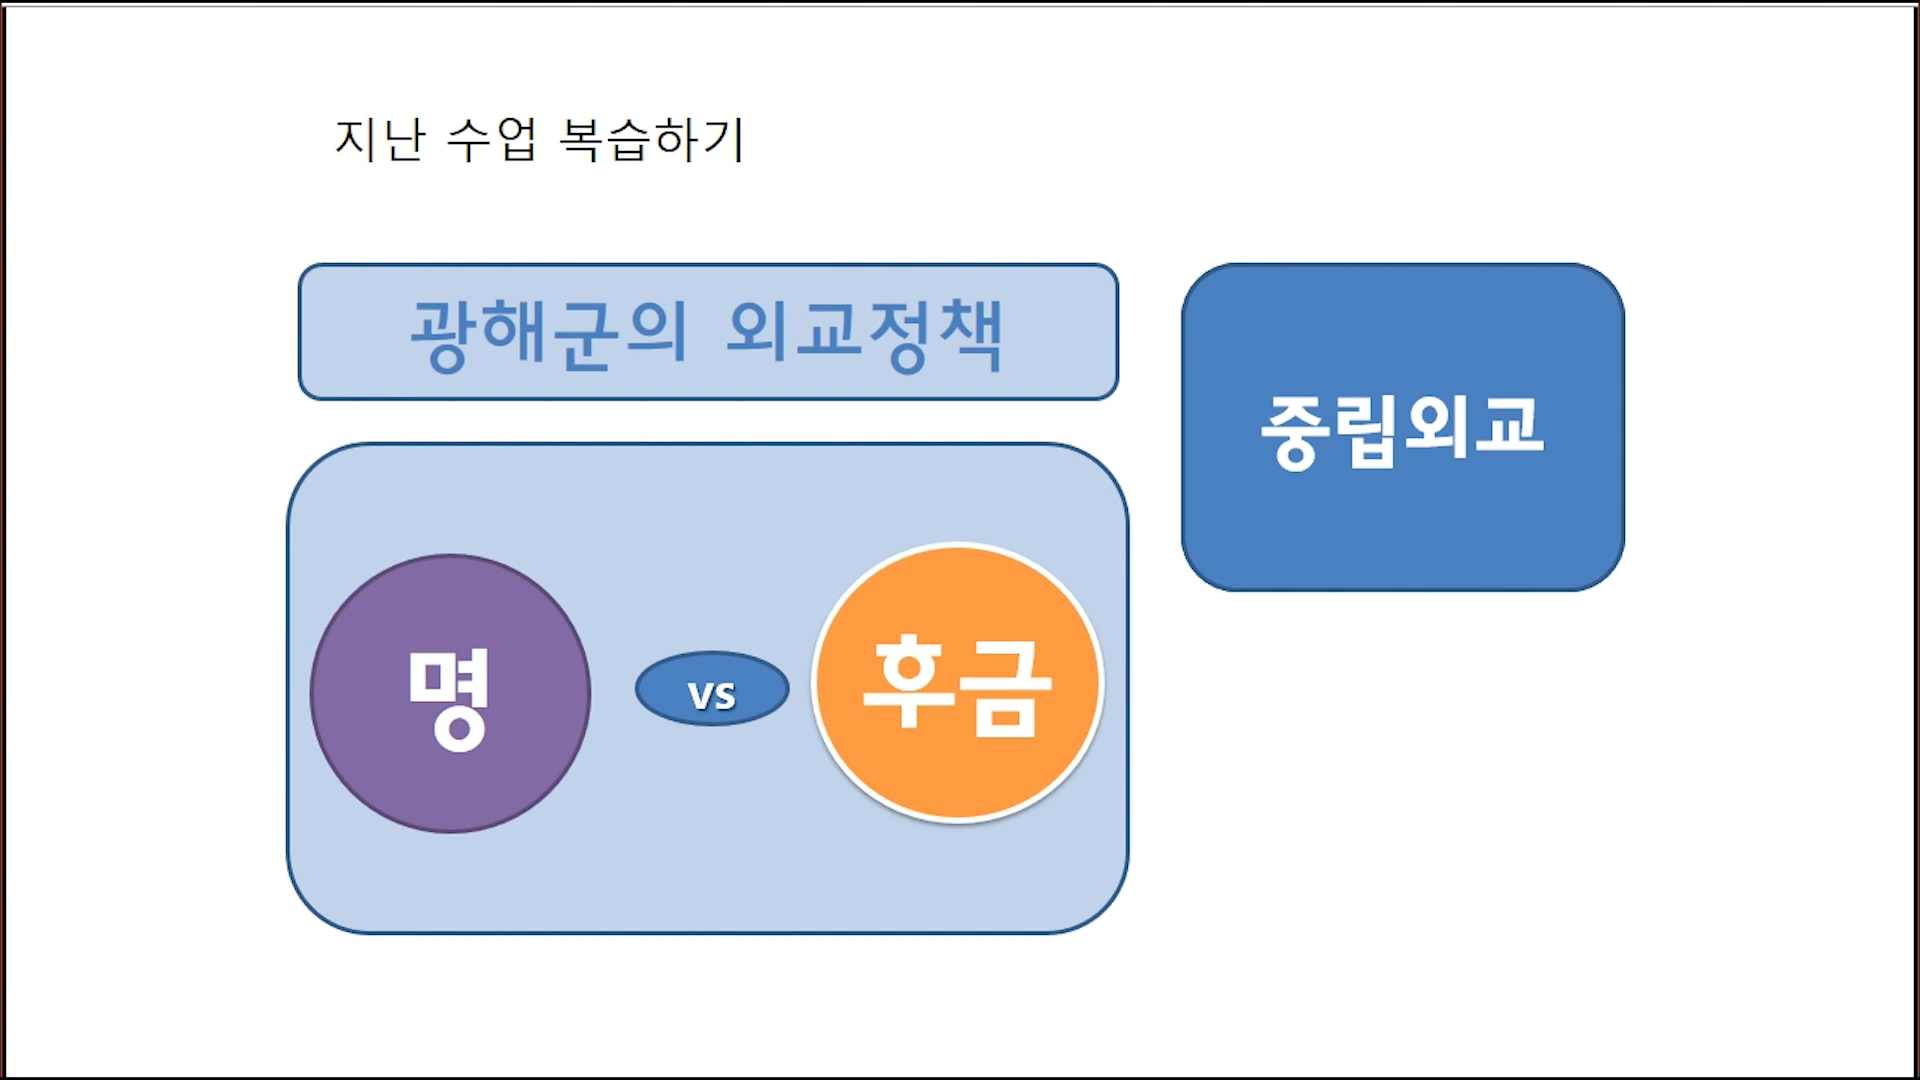 지난 수업 복습하기
광해군의 외교정책
중립외교
명
vs
후금